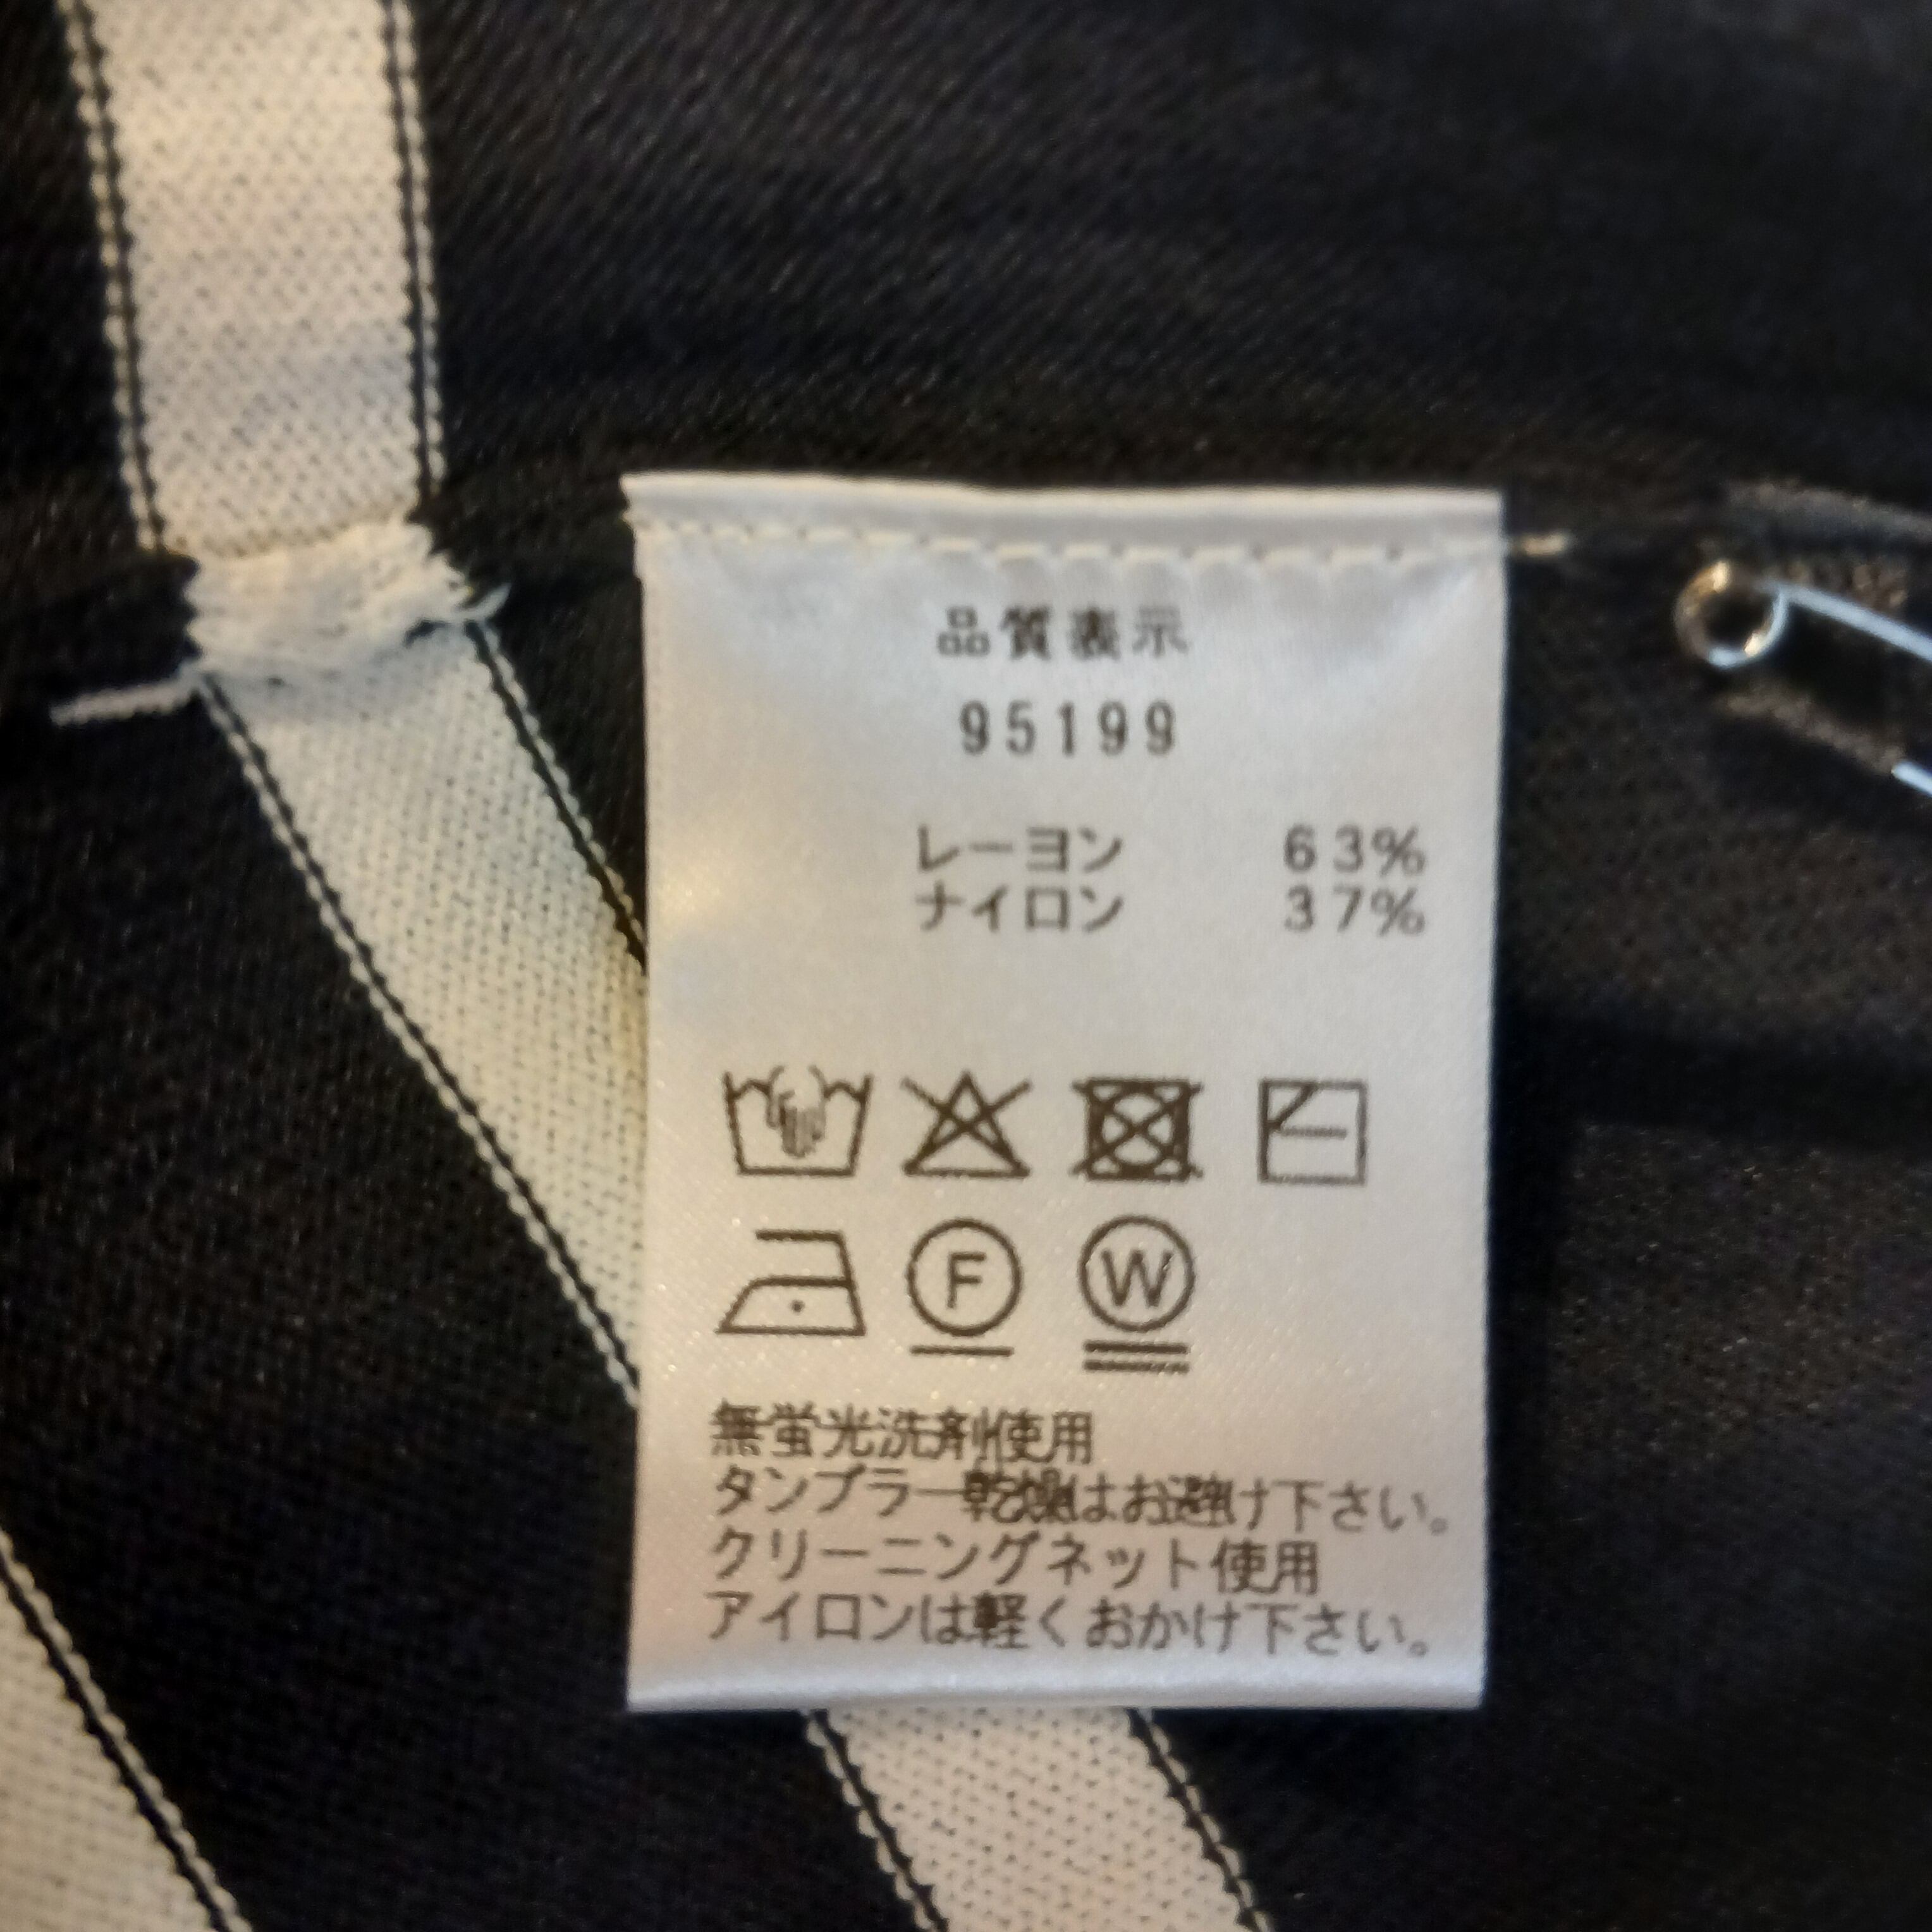 品質表示
95199
レーヨン 63%
ナイロン 37%
F W
無蛍光洗剤使用
タンブラー乾燥はお避け下さい。
クリーニングネット使用
アイロンは軽くおかけ下さい。